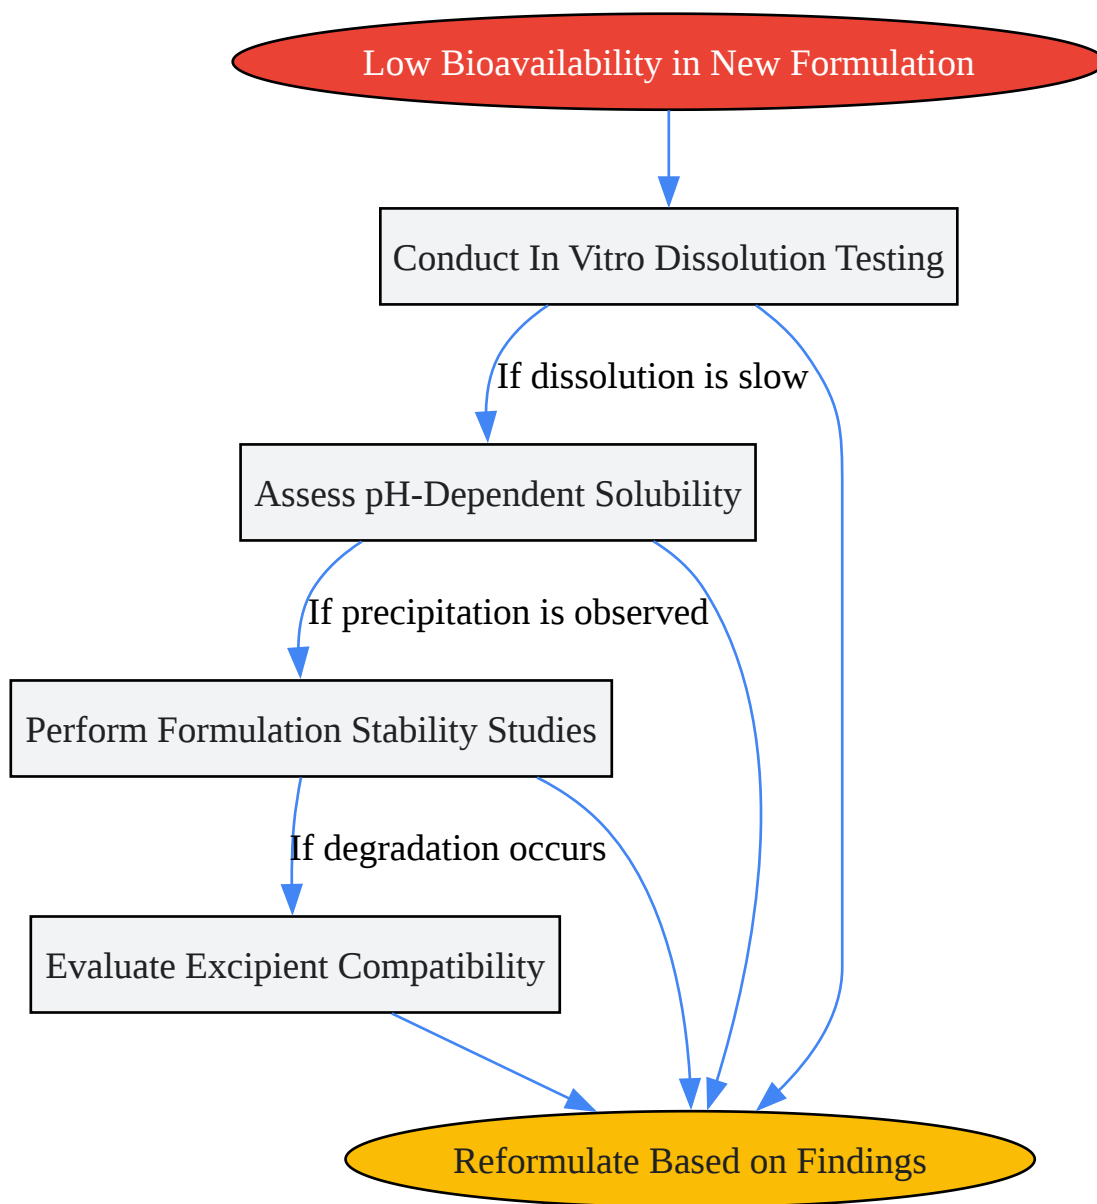 Low Bioavailability in New Formulation
Conduct In Vitro Dissolution Testing
If dissolution is slow
Assess pH-Dependent Solubility
If precipitation is observed
Perform Formulation Stability Studies
If degradation occurs
Evaluate Excipient Compatibility
Reformulate Based on Findings